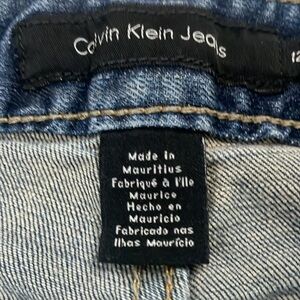 Calvin Klein Jeans
12
Made in
Mauritius
Fabriqué à l'île
Maurice
Hecho en
Mauricio
Fabricado nas
Ilhas Maurício